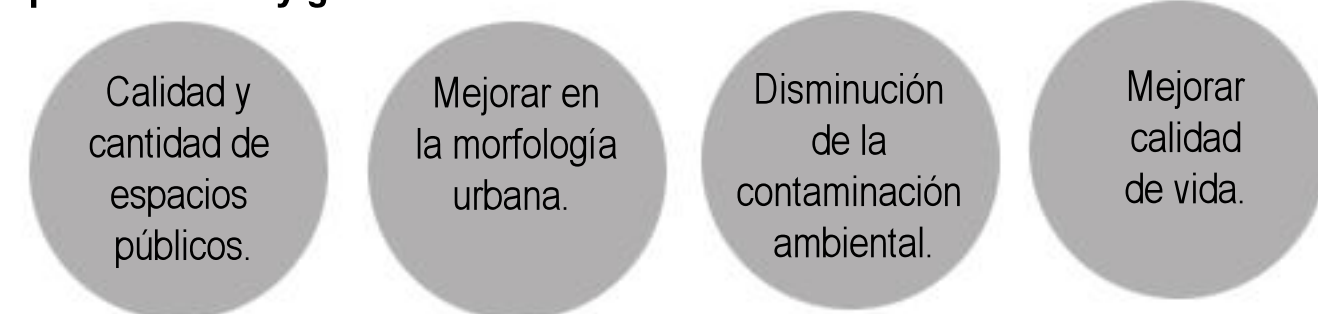 Calidad y
cantidad de
espacios
públicos.
Mejorar en
la morfología
urbana.
Disminución
de la
contaminación
ambiental.
Mejorar
calidad
de vida.